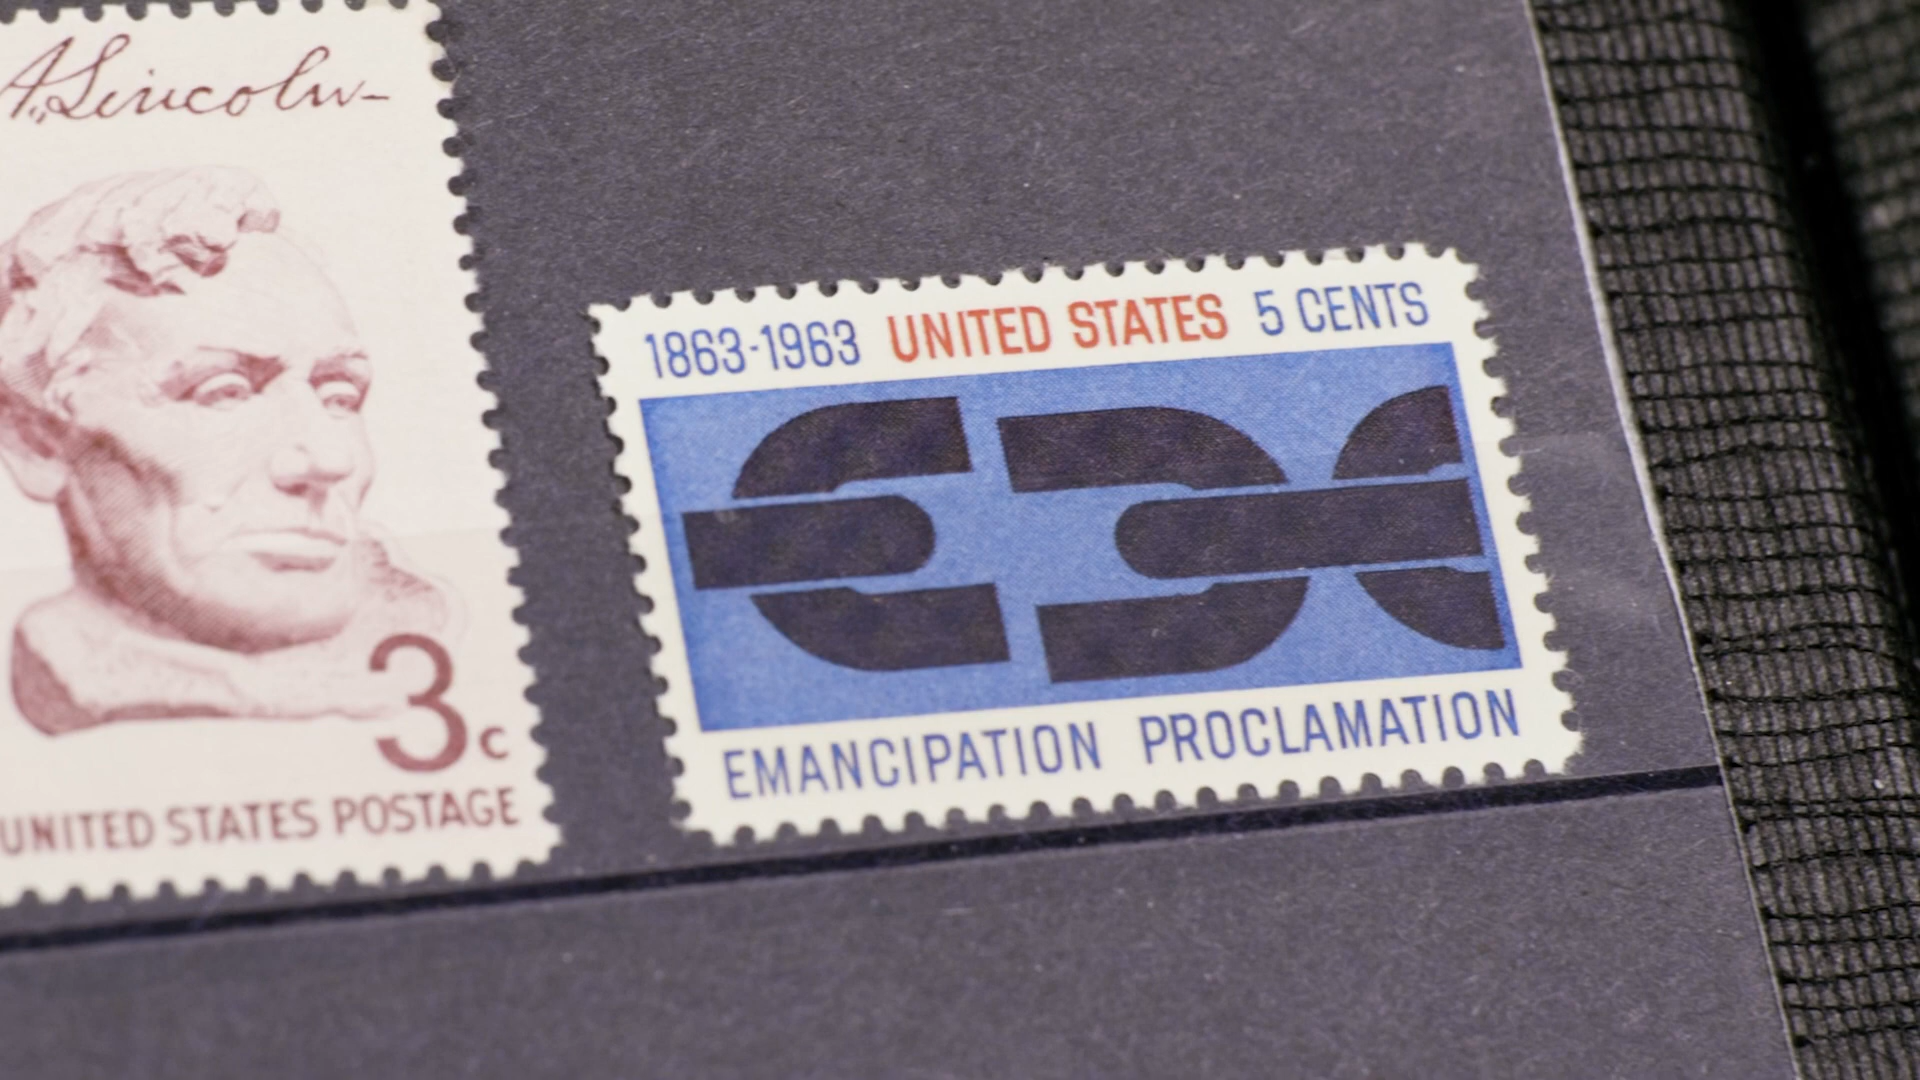 A. Lincoln
3c
UNITED STATES POSTAGE
1863-1963 UNITED STATES 5 CENTS
EMANCIPATION PROCLAMATION